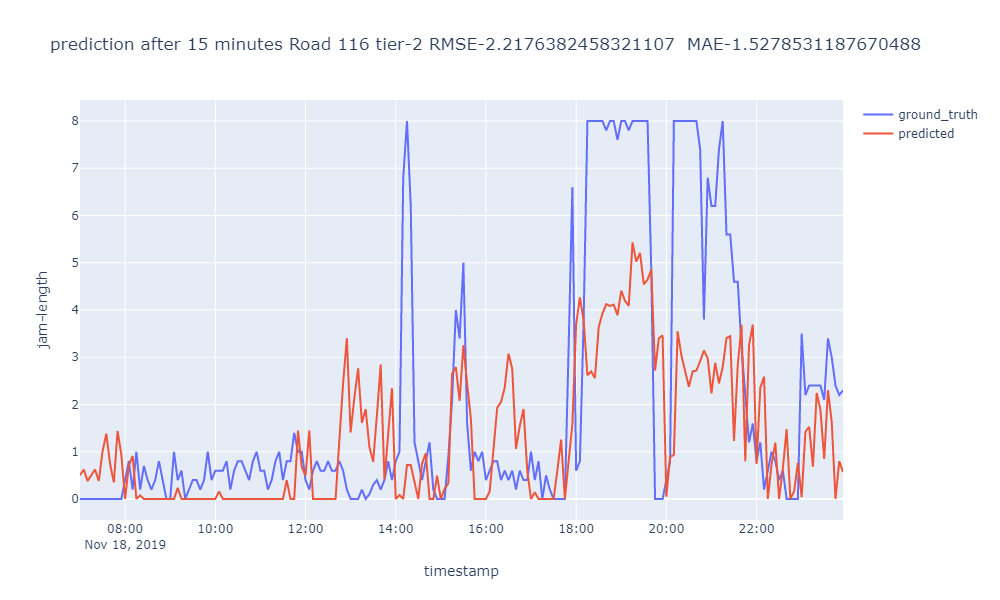 prediction after 15 minutes Road 116 tier-2 RMSE-2.2176382458321107  MAE-1.5278531187670488
ground_truth
predicted
8
7
6
5
4
3
2
1
0
jam-length
08:00 10:00 12:00 14:00 16:00 18:00 20:00 22:00
Nov 18, 2019
timestamp